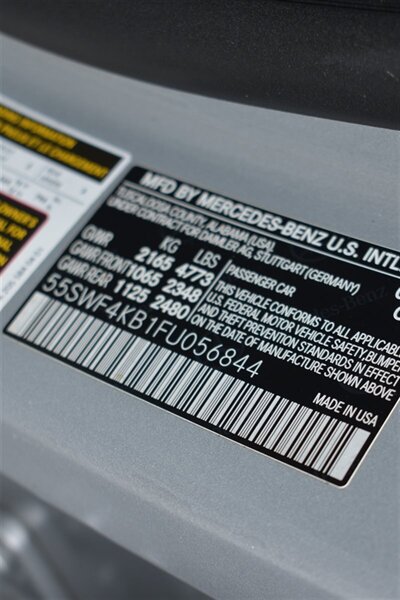 MFD BY MERCEDES-BENZ U.S. INTL
TUSCALOOSA COUNTY, ALABAMA (USA)
UNDER CONTRACT FOR DAIMLER AG, STUTTGART (GERMANY)
KG LBS
GVWR 2165 4773
GAWR FRONT 1065 2348
GAWR REAR 1125 2480
PASSENGER CAR
THIS VEHICLE CONFORMS TO ALL APPLICABLE
U.S. FEDERAL MOTOR VEHICLE SAFETY, BUMPER
AND THEFT PREVENTION STANDARDS IN EFFECT
ON THE DATE OF MANUFACTURE SHOWN ABOVE
55SWF4KB1FU056844
MADE IN USA